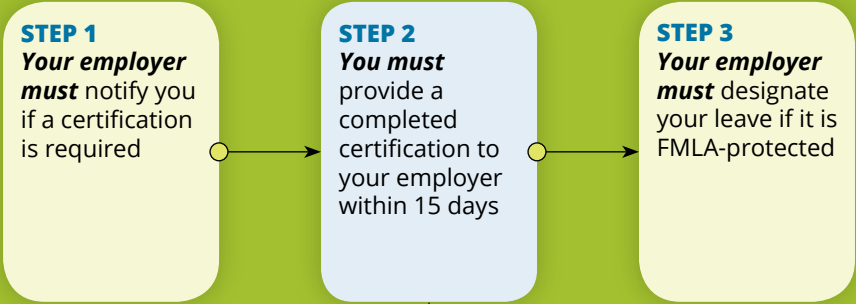 STEP 1
Your employer
must notify you
if a certification
is required
STEP 2
You must
provide a
completed
certification to
your employer
within 15 days
STEP 3
Your employer
must designate
your leave if it is
FMLA-protected